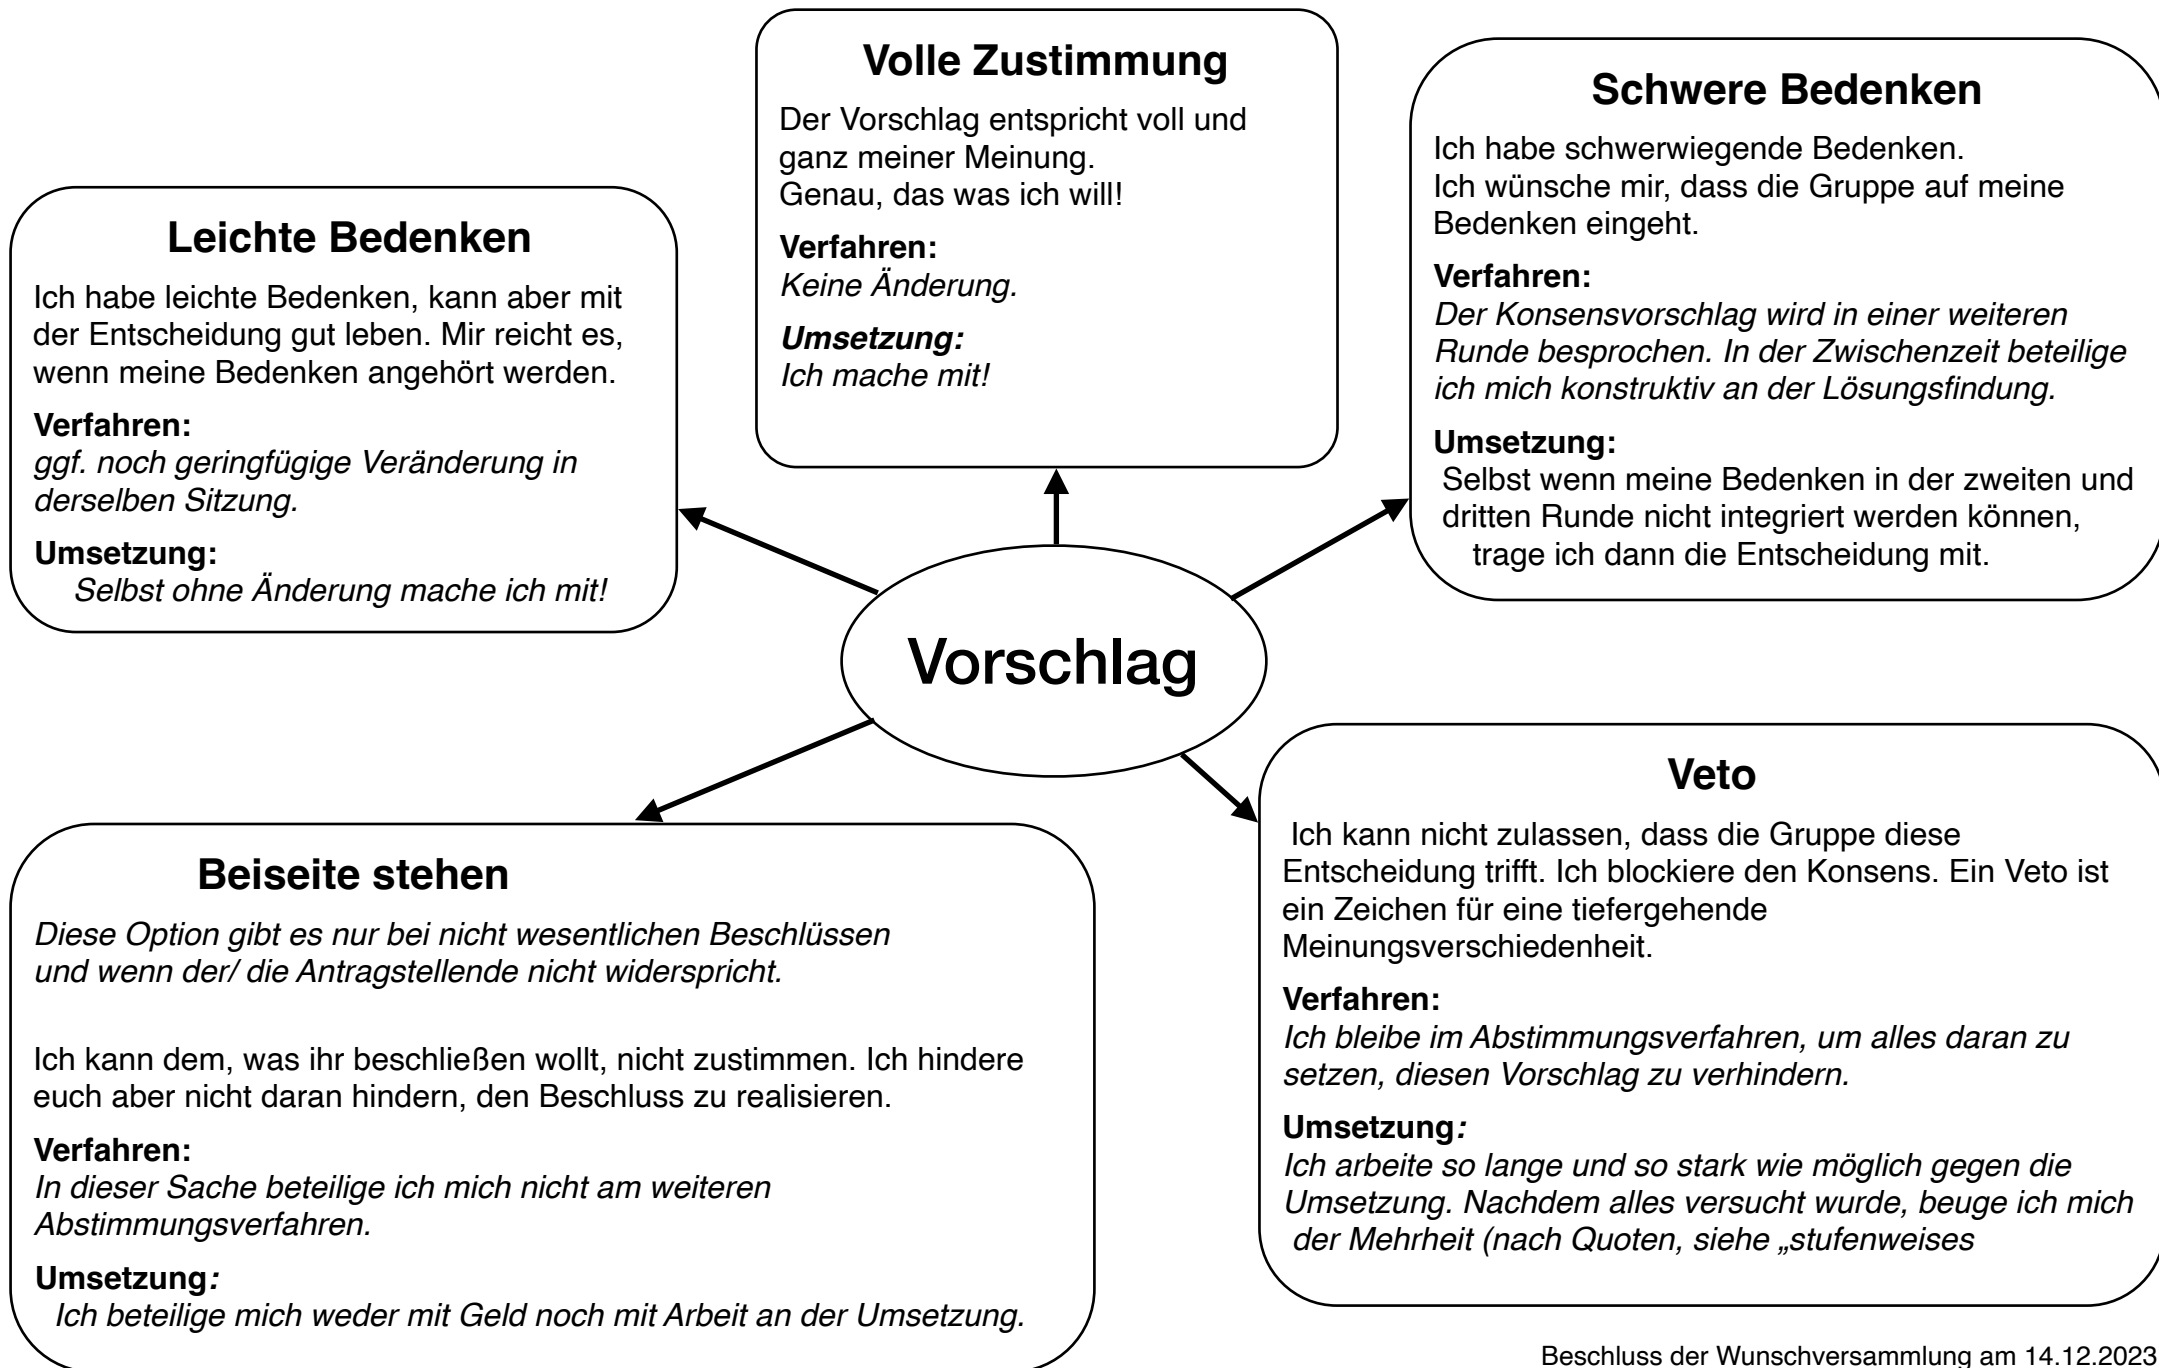 Volle Zustimmung
Der Vorschlag entspricht voll und
ganz meiner Meinung.
Genau, das was ich will!
Verfahren:
Keine Änderung.
Umsetzung:
Ich mache mit!
Schwere Bedenken
Ich habe schwerwiegende Bedenken.
Ich wünsche mir, dass die Gruppe auf meine
Bedenken eingeht.
Verfahren:
Der Konsensvorschlag wird in einer weiteren
Runde besprochen. In der Zwischenzeit beteilige
ich mich konstruktiv an der Lösungsfindung.
Umsetzung:
Selbst wenn meine Bedenken in der zweiten und
dritten Runde nicht integriert werden können,
trage ich dann die Entscheidung mit.
Leichte Bedenken
Ich habe leichte Bedenken, kann aber mit
der Entscheidung gut leben. Mir reicht es,
wenn meine Bedenken angehört werden.
Verfahren:
ggf. noch geringfügige Veränderung in
derselben Sitzung.
Umsetzung:
Selbst ohne Änderung mache ich mit!
Vorschlag
Beiseite stehen
Diese Option gibt es nur bei nicht wesentlichen Beschlüssen
und wenn der/ die Antragstellende nicht widerspricht.
Ich kann dem, was ihr beschließen wollt, nicht zustimmen. Ich hindere
euch aber nicht daran hindern, den Beschluss zu realisieren.
Verfahren:
In dieser Sache beteilige ich mich nicht am weiteren
Abstimmungsverfahren.
Umsetzung:
Ich beteilige mich weder mit Geld noch mit Arbeit an der Umsetzung.
Veto
Ich kann nicht zulassen, dass die Gruppe diese
Entscheidung trifft. Ich blockiere den Konsens. Ein Veto ist
ein Zeichen für eine tiefergehende
Meinungsverschiedenheit.
Verfahren:
Ich bleibe im Abstimmungsverfahren, um alles daran zu
setzen, diesen Vorschlag zu verhindern.
Umsetzung:
Ich arbeite so lange und so stark wie möglich gegen die
Umsetzung. Nachdem alles versucht wurde, beuge ich mich
der Mehrheit (nach Quoten, siehe „stufenweises
Beschluss der Wunschversammlung am 14.12.2023